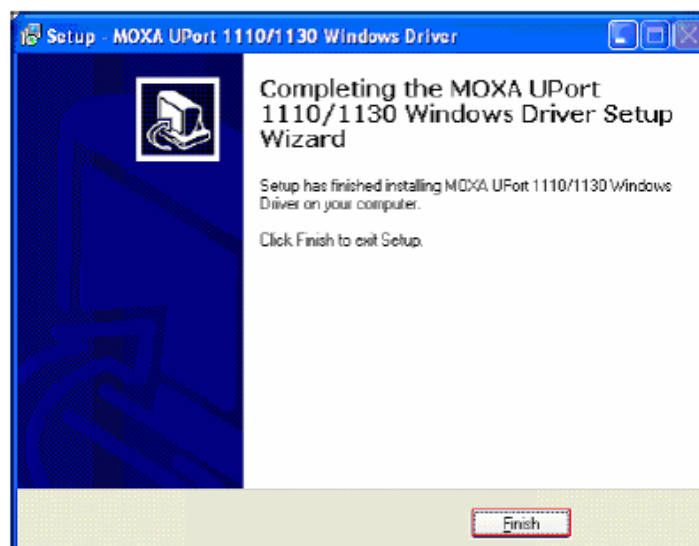 Setup - MOXA UPort 1110/1130 Windows Driver
Completing the MOXA UPort
1110/1130 Windows Driver Setup
Wizard
Setup has finished installing MOXA UPort 1110/1130 Windows
Driver on your computer.
Click Finish to exit Setup.
Finish